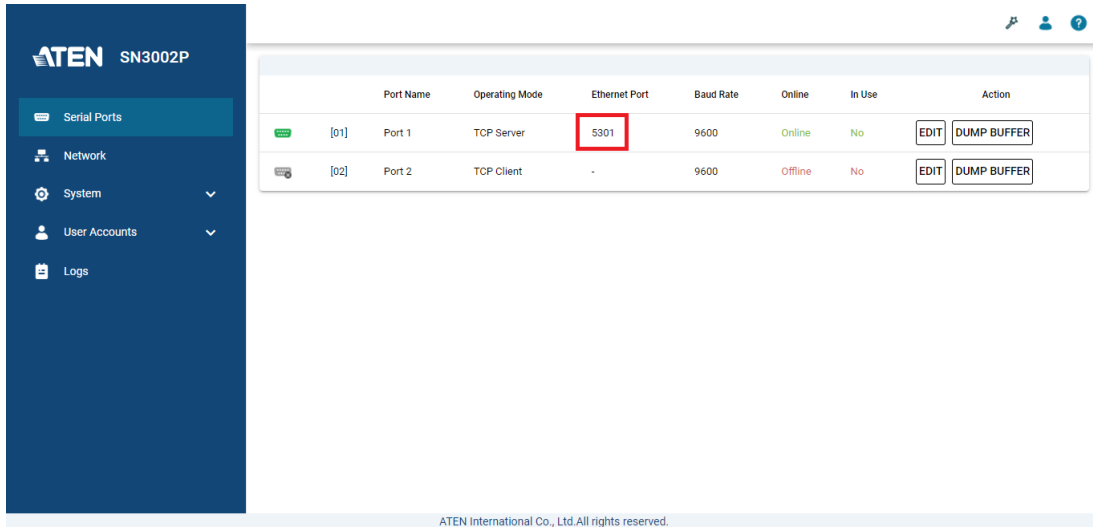 ATEN SN3002P
Serial Ports
Network
System
User Accounts
Logs
Port Name Operating Mode Ethernet Port Baud Rate Online In Use Action
[01] Port 1 TCP Server 5301 9600 Online No EDIT DUMP BUFFER
[02] Port 2 TCP Client - 9600 Offline No EDIT DUMP BUFFER
ATEN International Co., Ltd.All rights reserved.